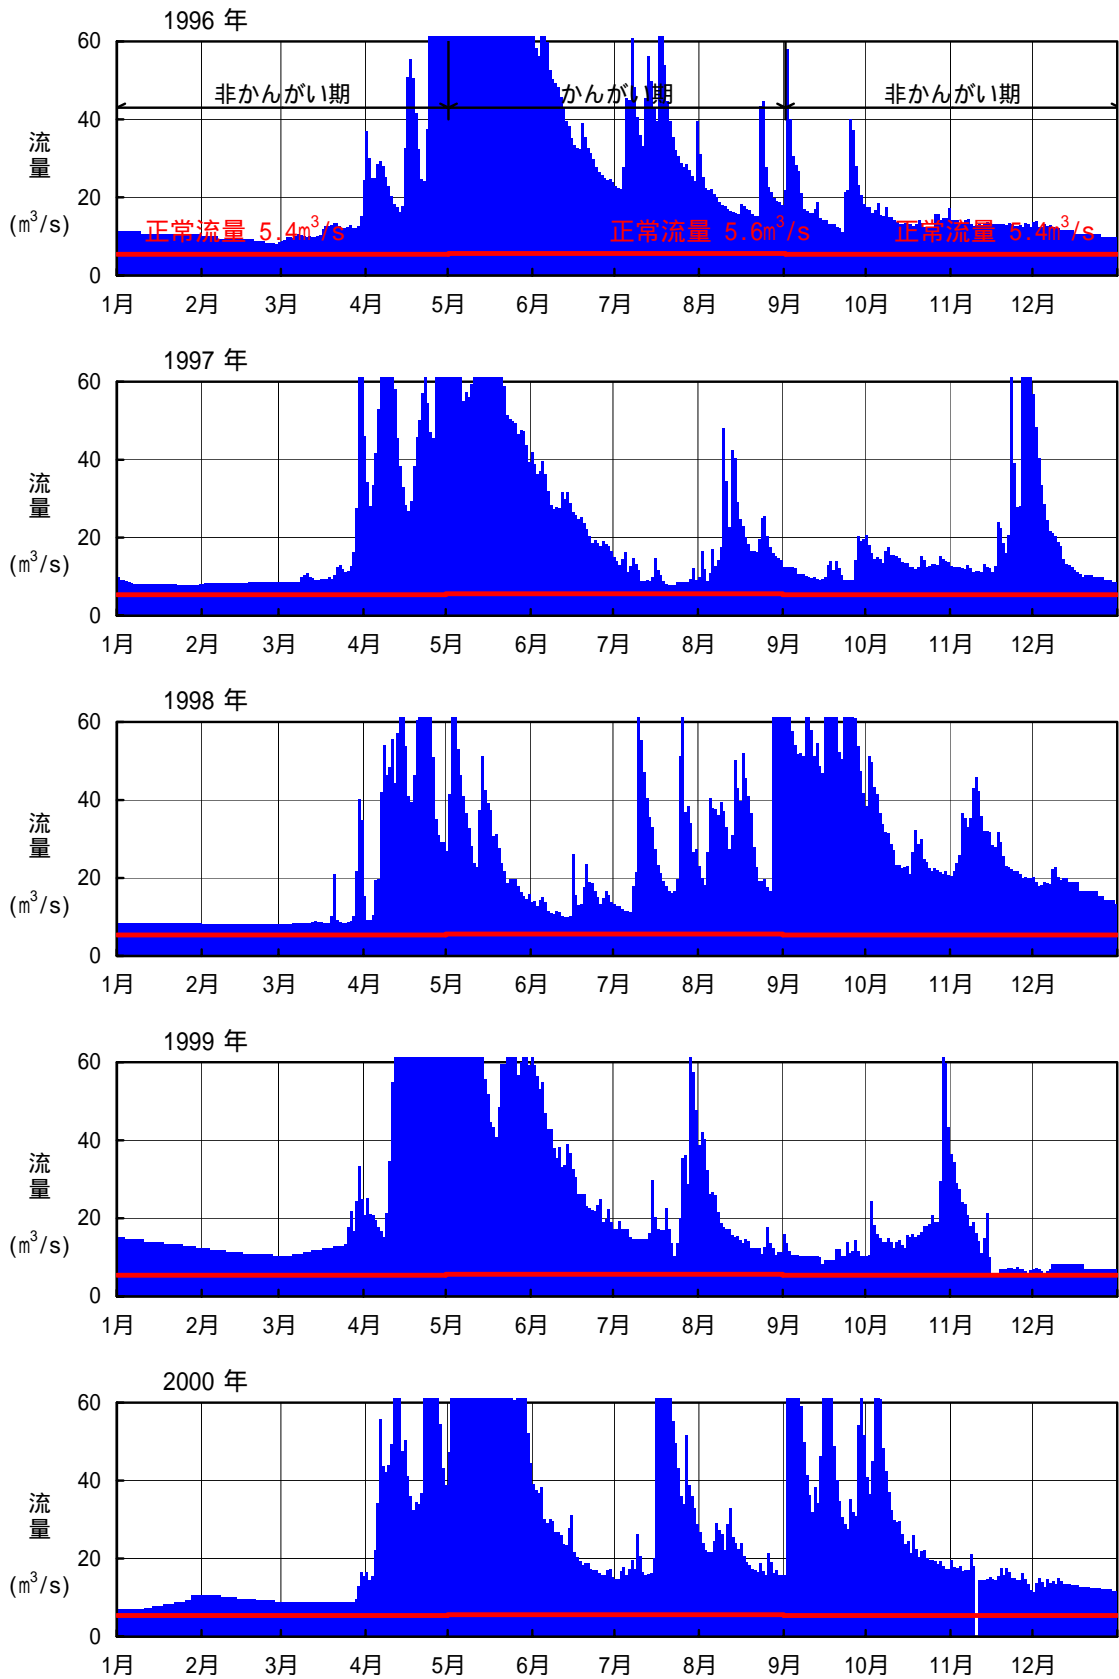 1996 年
60
40
20
0
流量
(m³/s)
非かんがい期
かんがい期
非かんがい期
正常流量 5.4m³/s
正常流量 5.6m³/s
正常流量 5.4m³/s
1月 2月 3月 4月 5月 6月 7月 8月 9月 10月 11月 12月
1997 年
60
40
20
0
流量
(m³/s)
1月 2月 3月 4月 5月 6月 7月 8月 9月 10月 11月 12月
1998 年
60
40
20
0
流量
(m³/s)
1月 2月 3月 4月 5月 6月 7月 8月 9月 10月 11月 12月
1999 年
60
40
20
0
流量
(m³/s)
1月 2月 3月 4月 5月 6月 7月 8月 9月 10月 11月 12月
2000 年
60
40
20
0
流量
(m³/s)
1月 2月 3月 4月 5月 6月 7月 8月 9月 10月 11月 12月